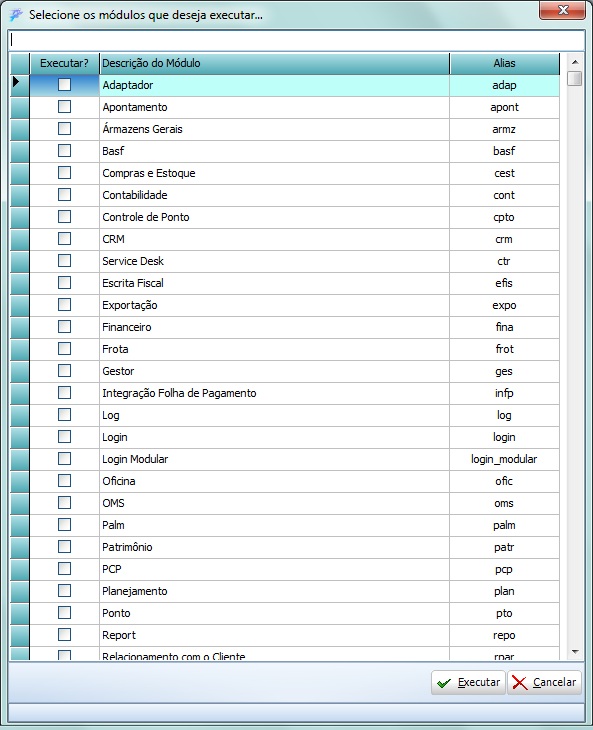 Selecione os módulos que deseja executar...
Executar? Descrição do Módulo Alias
Adaptador adap
Apontamento apont
Ármazens Gerais armz
Basf basf
Compras e Estoque cest
Contabilidade cont
Controle de Ponto cpto
CRM crm
Service Desk ctr
Escrita Fiscal efis
Exportação expo
Financeiro fina
Frota frot
Gestor ges
Integração Folha de Pagamento infp
Log log
Login login
Login Modular login_modular
Oficina ofic
OMS oms
Palm palm
Patrimônio patr
PCP pcp
Planejamento plan
Ponto pto
Report repo
Relacionamento com o Cliente
Executar Cancelar